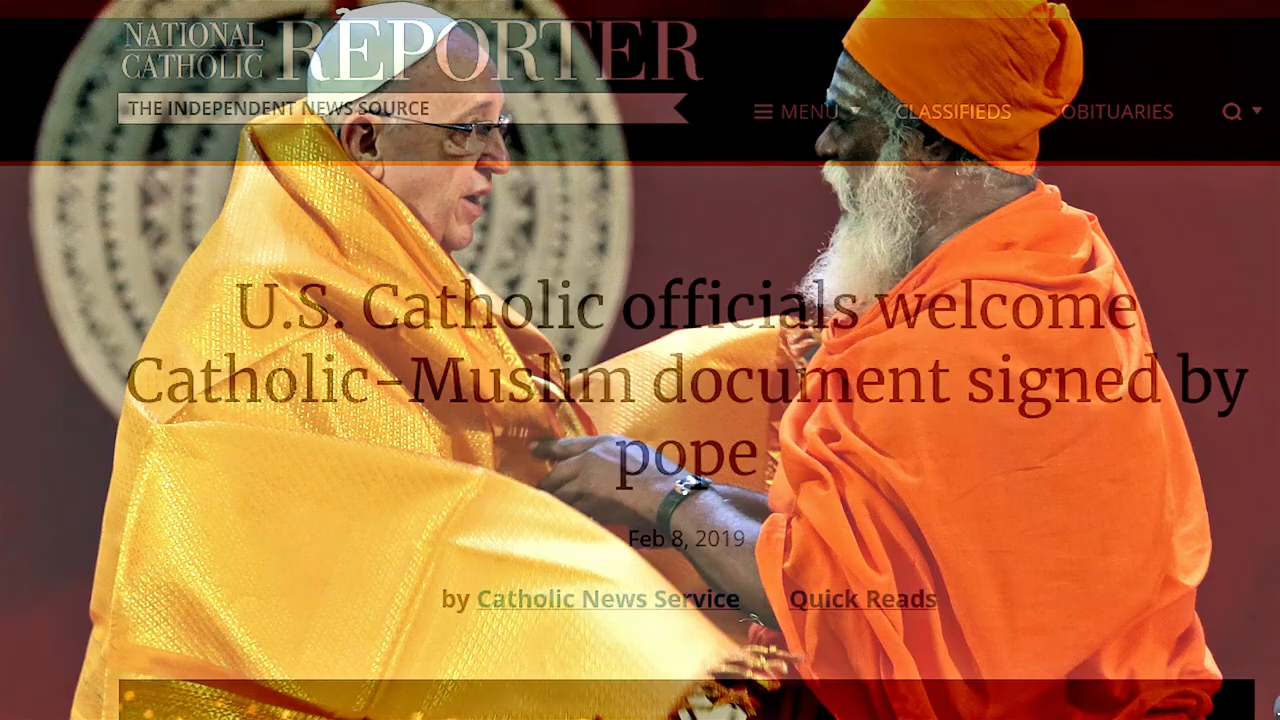 NATIONAL
CATHOLIC
REPORTER
THE INDEPENDENT NEWS SOURCE
MENU CLASSIFIEDS OBITUARIES
U.S. Catholic officials welcome
Catholic-Muslim document signed by
pope
Feb 8, 2019
by Catholic News Service Quick Reads